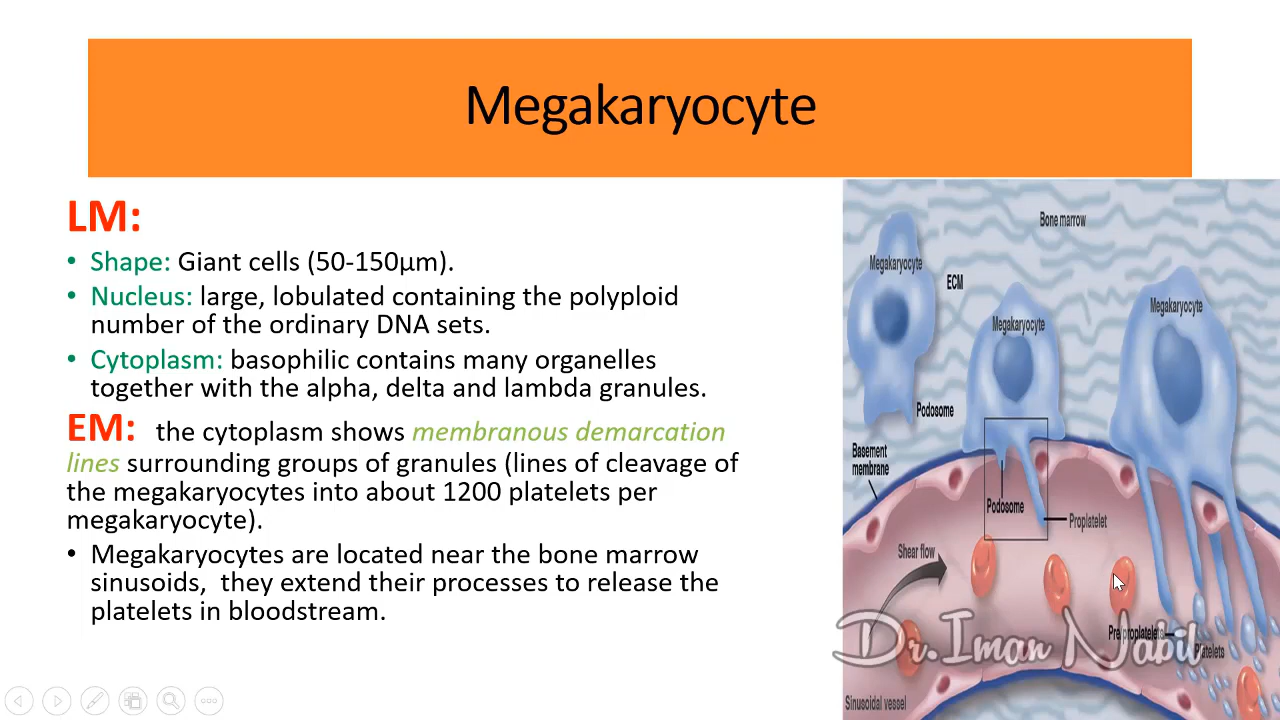 Megakaryocyte
LM:
• Shape: Giant cells (50-150μm).
• Nucleus: large, lobulated containing the polyploid
number of the ordinary DNA sets.
• Cytoplasm: basophilic contains many organelles
together with the alpha, delta and lambda granules.
EM: the cytoplasm shows membranous demarcation
lines surrounding groups of granules (lines of cleavage of
the megakaryocytes into about 1200 platelets per
megakaryocyte).
• Megakaryocytes are located near the bone marrow
sinusoids, they extend their processes to release the
platelets in bloodstream.
Bone marrow
Megakaryocyte
ECM
Megakaryocyte
Megakaryocyte
Podosome
Basement
membrane
Podosome
Proplatelet
Shear flow
Pre/proplatelets
Platelets
Dr.Iman Nabil
Sinusoidal vessel